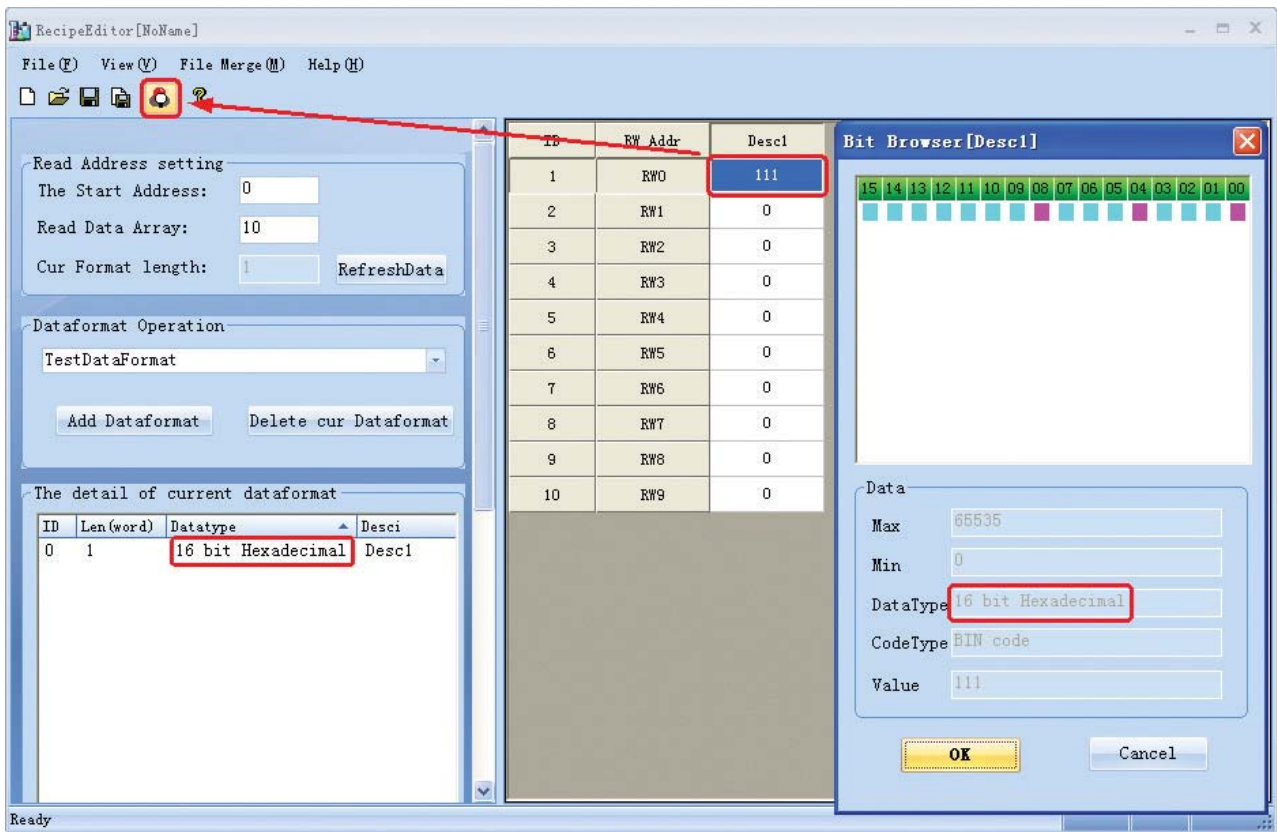 RecipeEditor[NoName]
File(F) View(V) File Merge(M) Help(H)
Read Address setting
The Start Address: 0
Read Data Array: 10
Cur Format length: 1 RefreshData
Dataformat Operation
TestDataFormat
Add Dataformat Delete cur Dataformat
The detail of current dataformat
ID Len(word) Datatype Desci
0 1 16 bit Hexadecimal Desc1
ID RW Addr Desc1
1 RW0 111
2 RW1 0
3 RW2 0
4 RW3 0
5 RW4 0
6 RW5 0
7 RW6 0
8 RW7 0
9 RW8 0
10 RW9 0
Bit Browser[Desc1]
15 14 13 12 11 10 09 08 07 06 05 04 03 02 01 00
Data
Max 65535
Min 0
DataType 16 bit Hexadecimal
CodeType BIN code
Value 111
OK Cancel
Ready